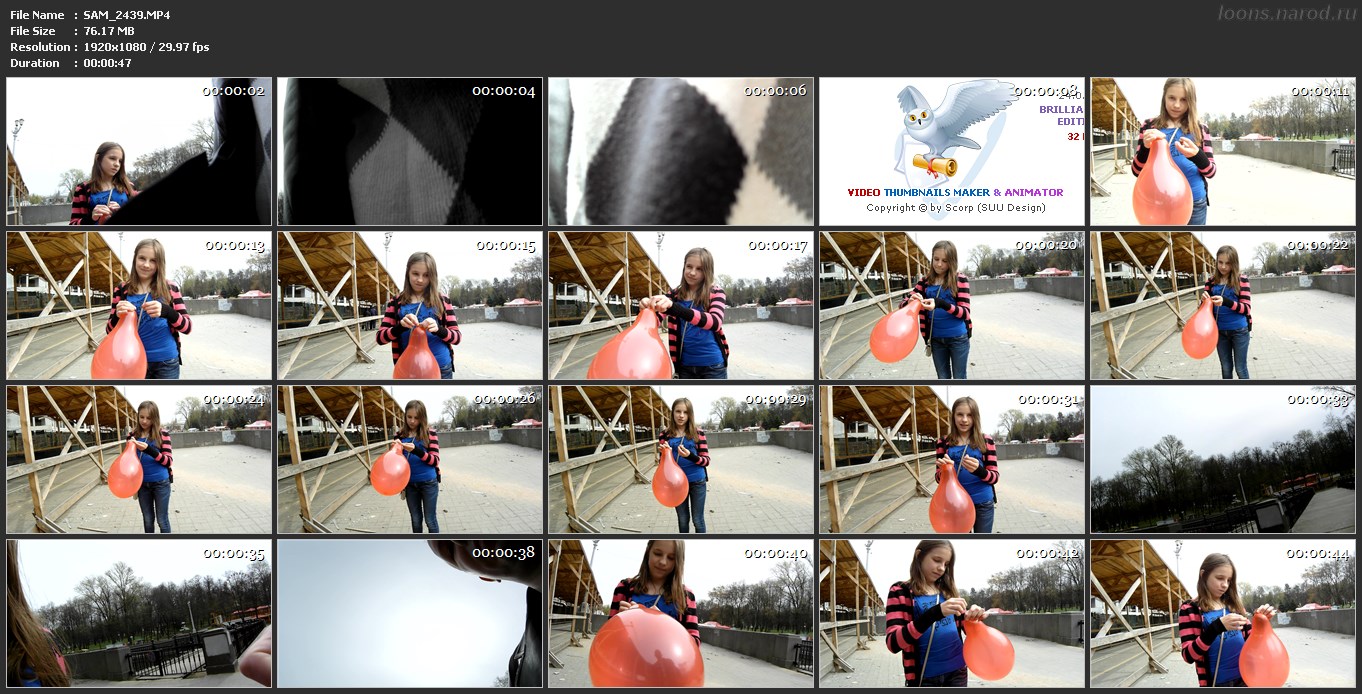 File Name : SAM_2439.MP4
loons.narod.ru
File Size : 76.17 MB
Resolution : 1920x1080 / 29.97 fps
Duration : 00:00:47
00:00:02
00:00:04
00:00:06
00:00:08
00:00:11
BRILLIA
EDIT
32
VIDEO THUMBNAILS MAKER & ANIMATOR
Copyright © by Scorp (SUU Design)
00:00:13
00:00:15
00:00:17
00:00:20
00:00:22
00:00:24
00:00:26
00:00:29
00:00:31
00:00:33
00:00:35
00:00:38
00:00:40
00:00:42
00:00:44